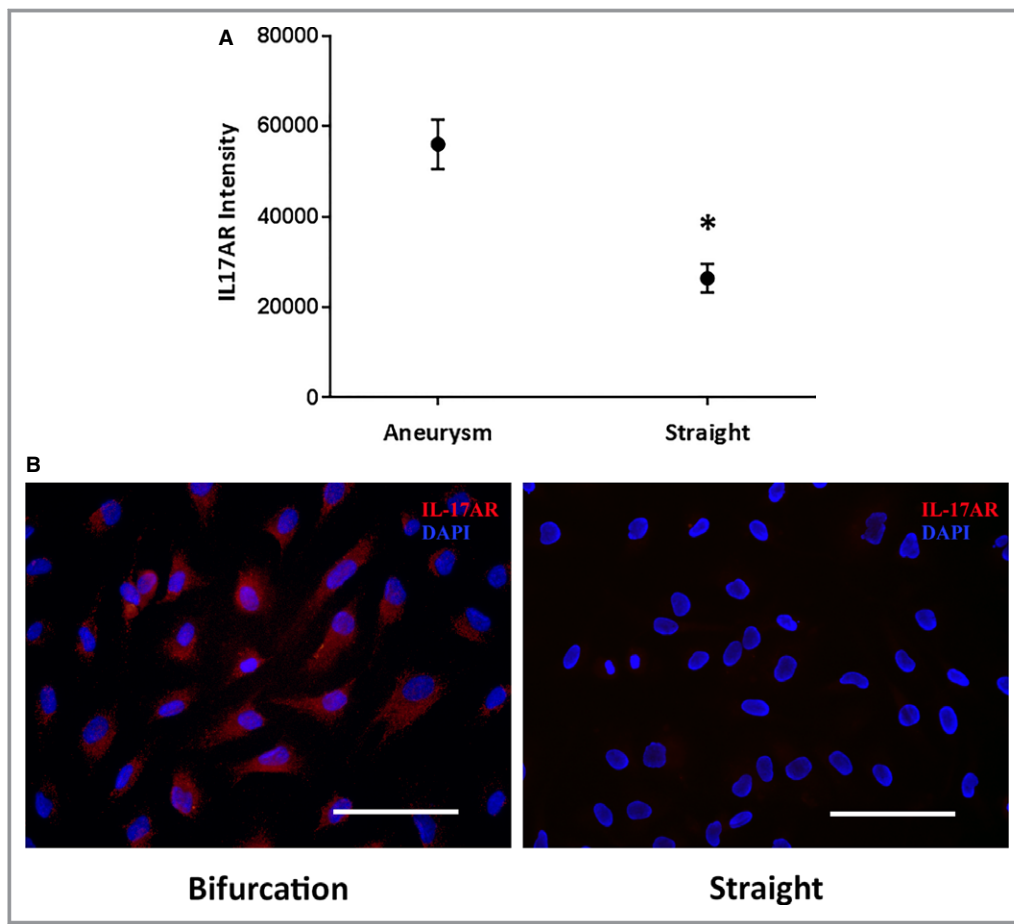 A
80000
60000
40000
20000
0
IL17AR Intensity
*
Aneurysm
Straight
B
IL-17AR
DAPI
IL-17AR
DAPI
Bifurcation
Straight